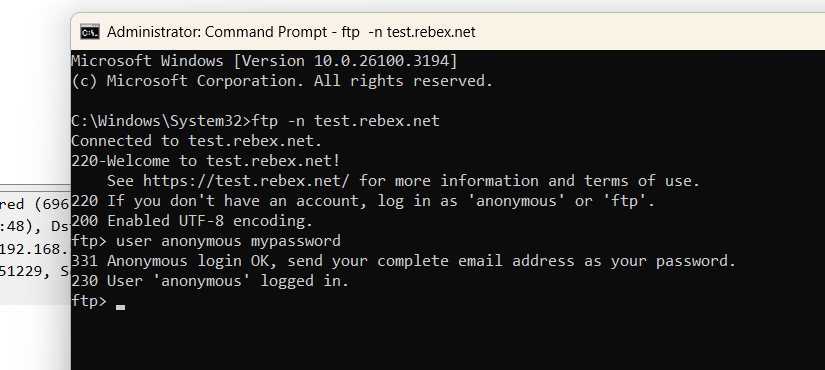 Administrator: Command Prompt - ftp  -n test.rebex.net
Microsoft Windows [Version 10.0.26100.3194]
(c) Microsoft Corporation. All rights reserved.
C:\Windows\System32>ftp -n test.rebex.net
Connected to test.rebex.net.
220-Welcome to test.rebex.net!
    See https://test.rebex.net/ for more information and terms of use.
220 If you don't have an account, log in as 'anonymous' or 'ftp'.
200 Enabled UTF-8 encoding.
ftp> user anonymous mypassword
331 Anonymous login OK, send your complete email address as your password.
230 User 'anonymous' logged in.
ftp>
red (696
:48), Ds
192.168.
51229, S